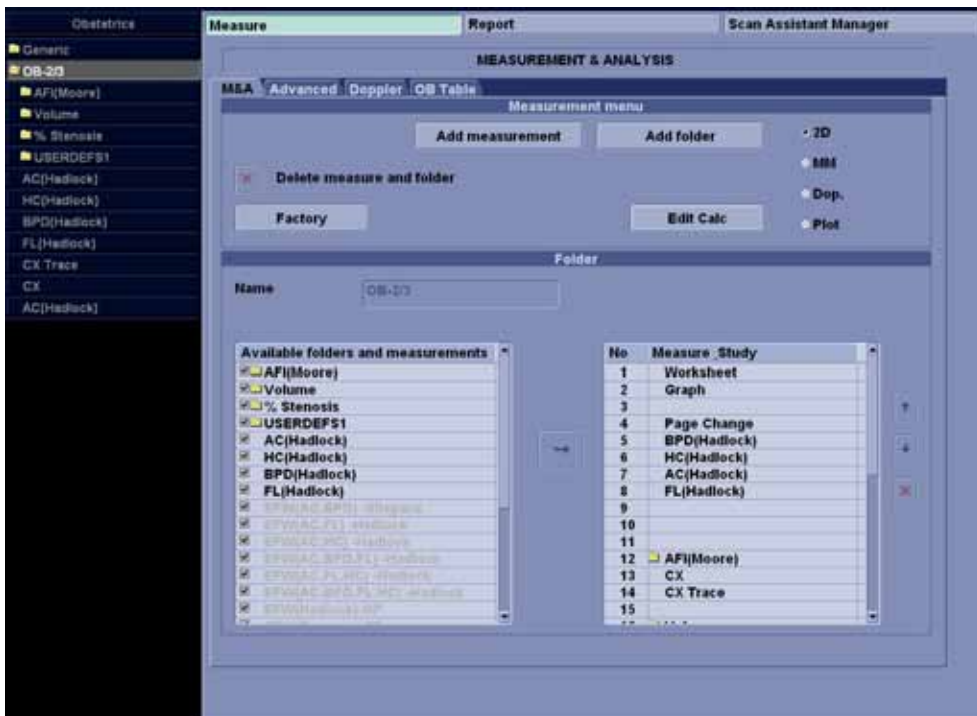 Obstetrics
Measure
Report
Scan Assistant Manager
Generic
OB-2/3
AFI(Moore)
Volume
% Stenosis
USERDEFS1
AC(Hadlock)
HC(Hadlock)
BPD(Hadlock)
FL(Hadlock)
CX Trace
CX
AC(Hadlock)
MEASUREMENT & ANALYSIS
M&A Advanced Doppler OB Table
Measurement menu
Add measurement
Add folder
2D
MM
Dop.
Plot
Delete measure and folder
Factory
Edit Calc
Folder
Name OB-2/3
Available folders and measurements
AFI(Moore)
Volume
% Stenosis
USERDEFS1
AC(Hadlock)
HC(Hadlock)
BPD(Hadlock)
FL(Hadlock)
No Measure_Study
1 Worksheet
2 Graph
3
4 Page Change
5 BPD(Hadlock)
6 HC(Hadlock)
7 AC(Hadlock)
8 FL(Hadlock)
9
10
11
12 AFI(Moore)
13 CX
14 CX Trace
15